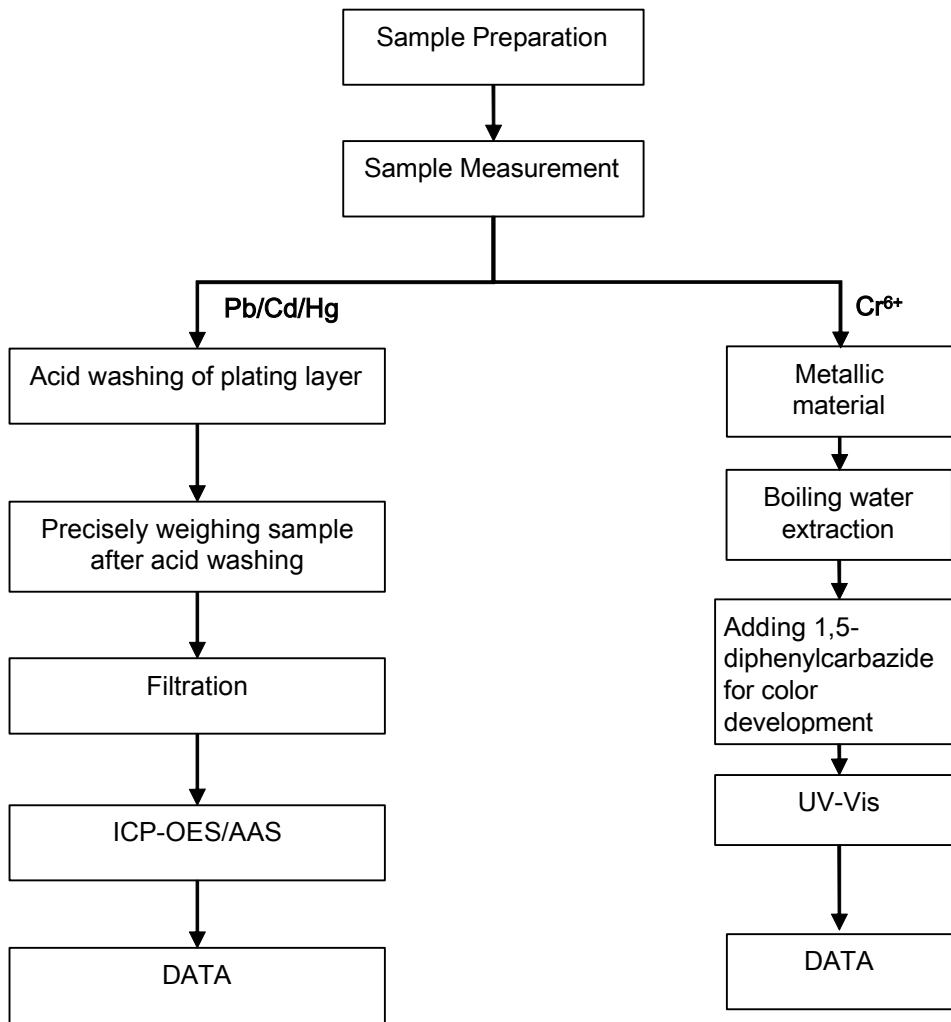 Sample Preparation
Sample Measurement
Pb/Cd/Hg
Acid washing of plating layer
Precisely weighing sample
after acid washing
Filtration
ICP-OES/AAS
DATA
Cr⁶⁺
Metallic
material
Boiling water
extraction
Adding 1,5-
diphenylcarbazide
for color
development
UV-Vis
DATA